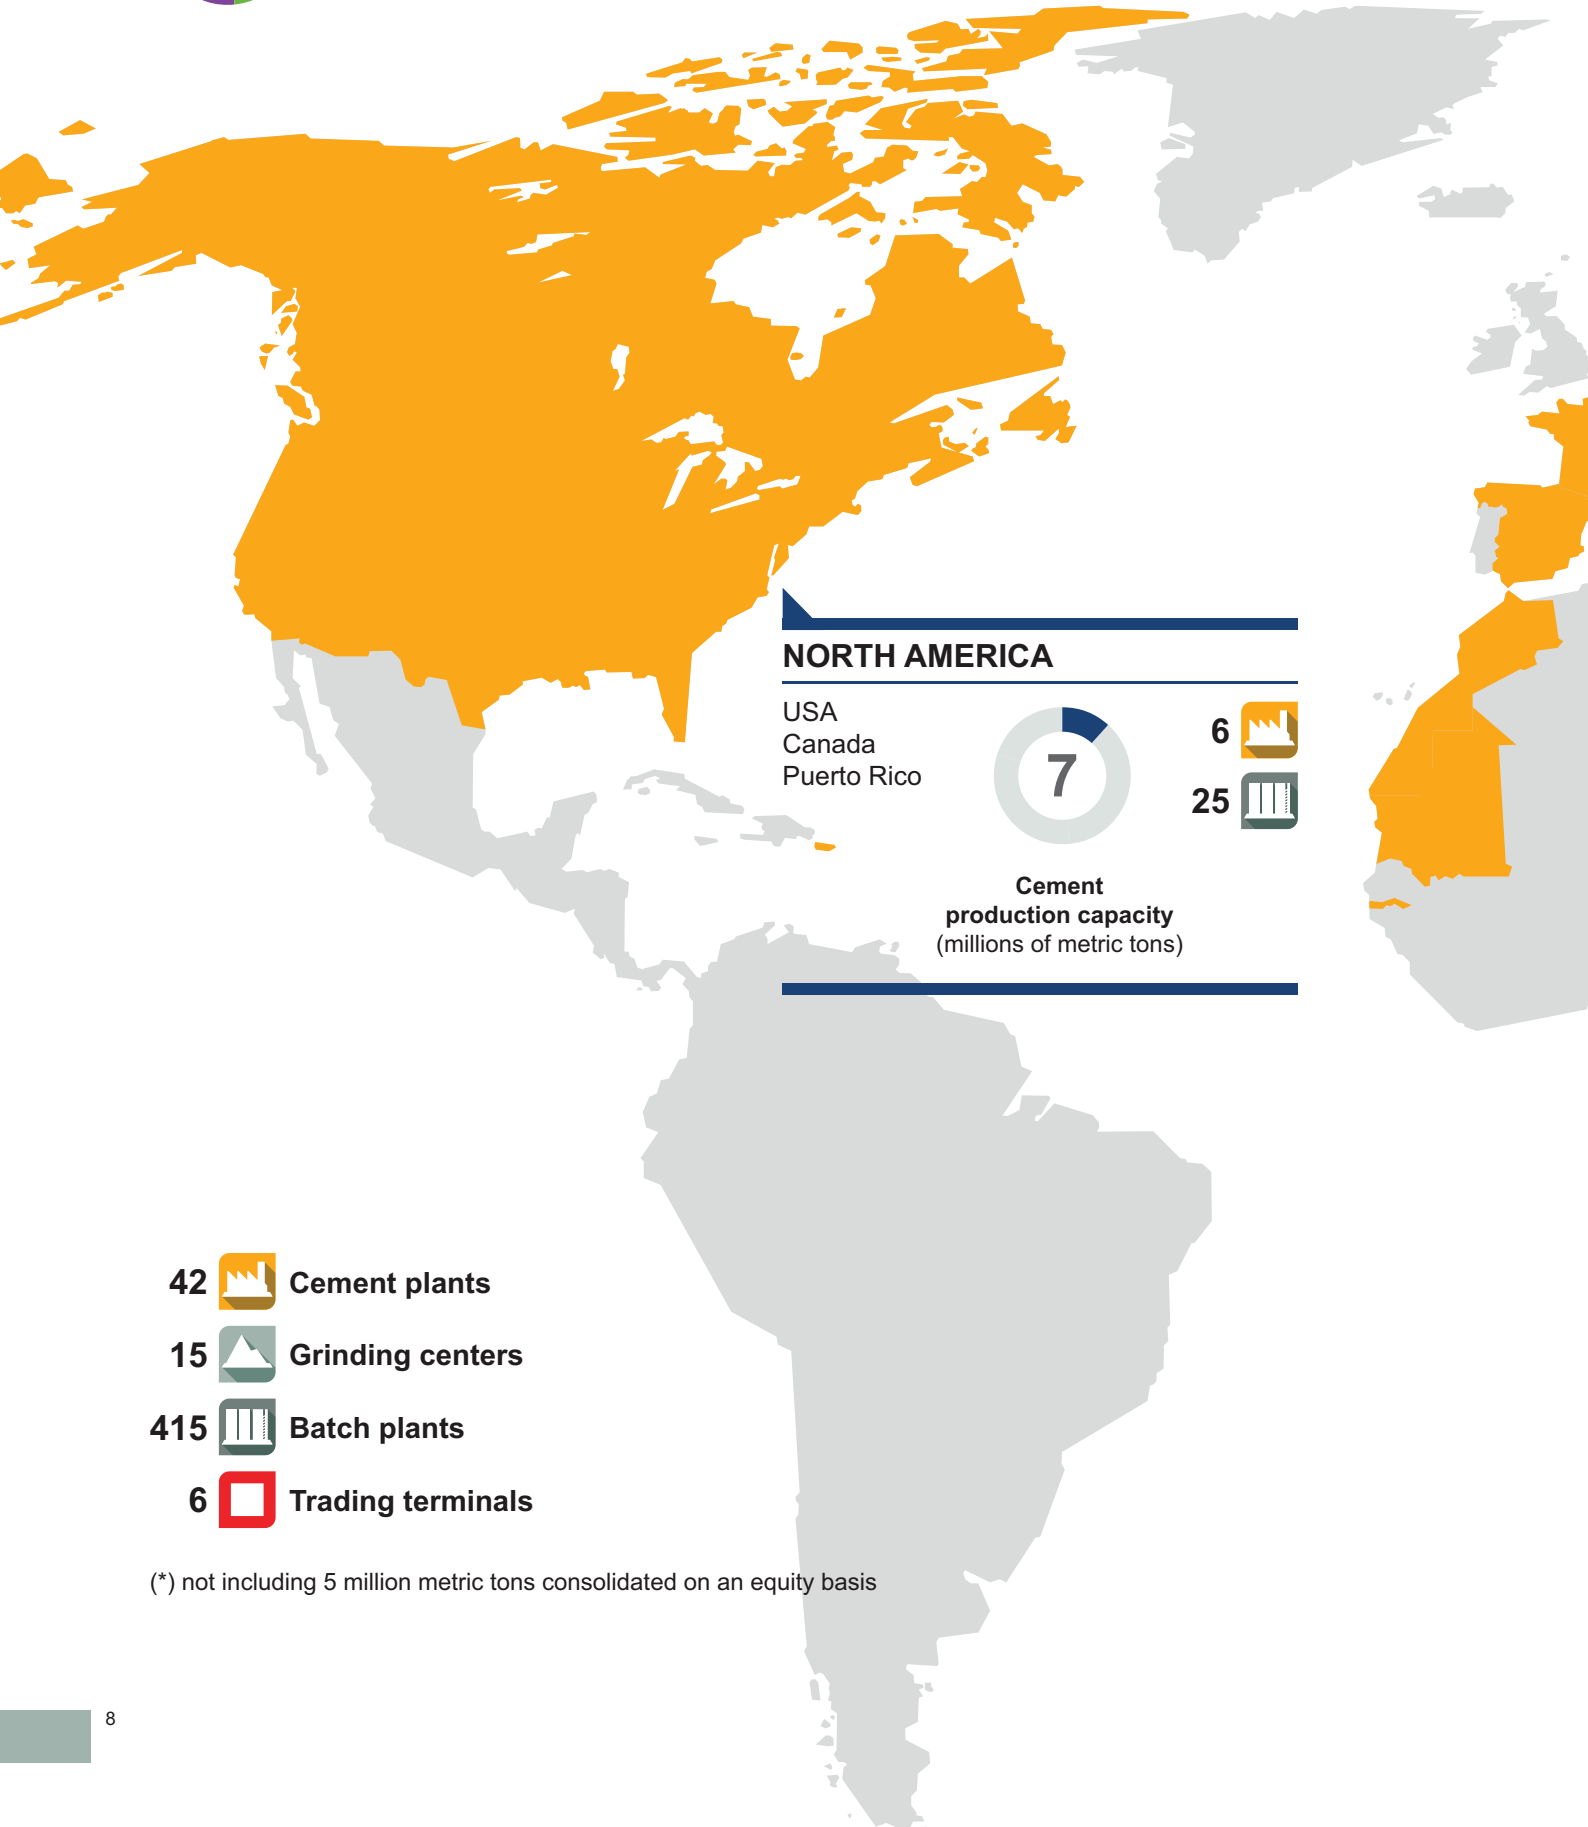 NORTH AMERICA
USA
Canada
Puerto Rico
7
6
25
Cement
production capacity
(millions of metric tons)
42 Cement plants
15 Grinding centers
415 Batch plants
6 Trading terminals
(*) not including 5 million metric tons consolidated on an equity basis
8